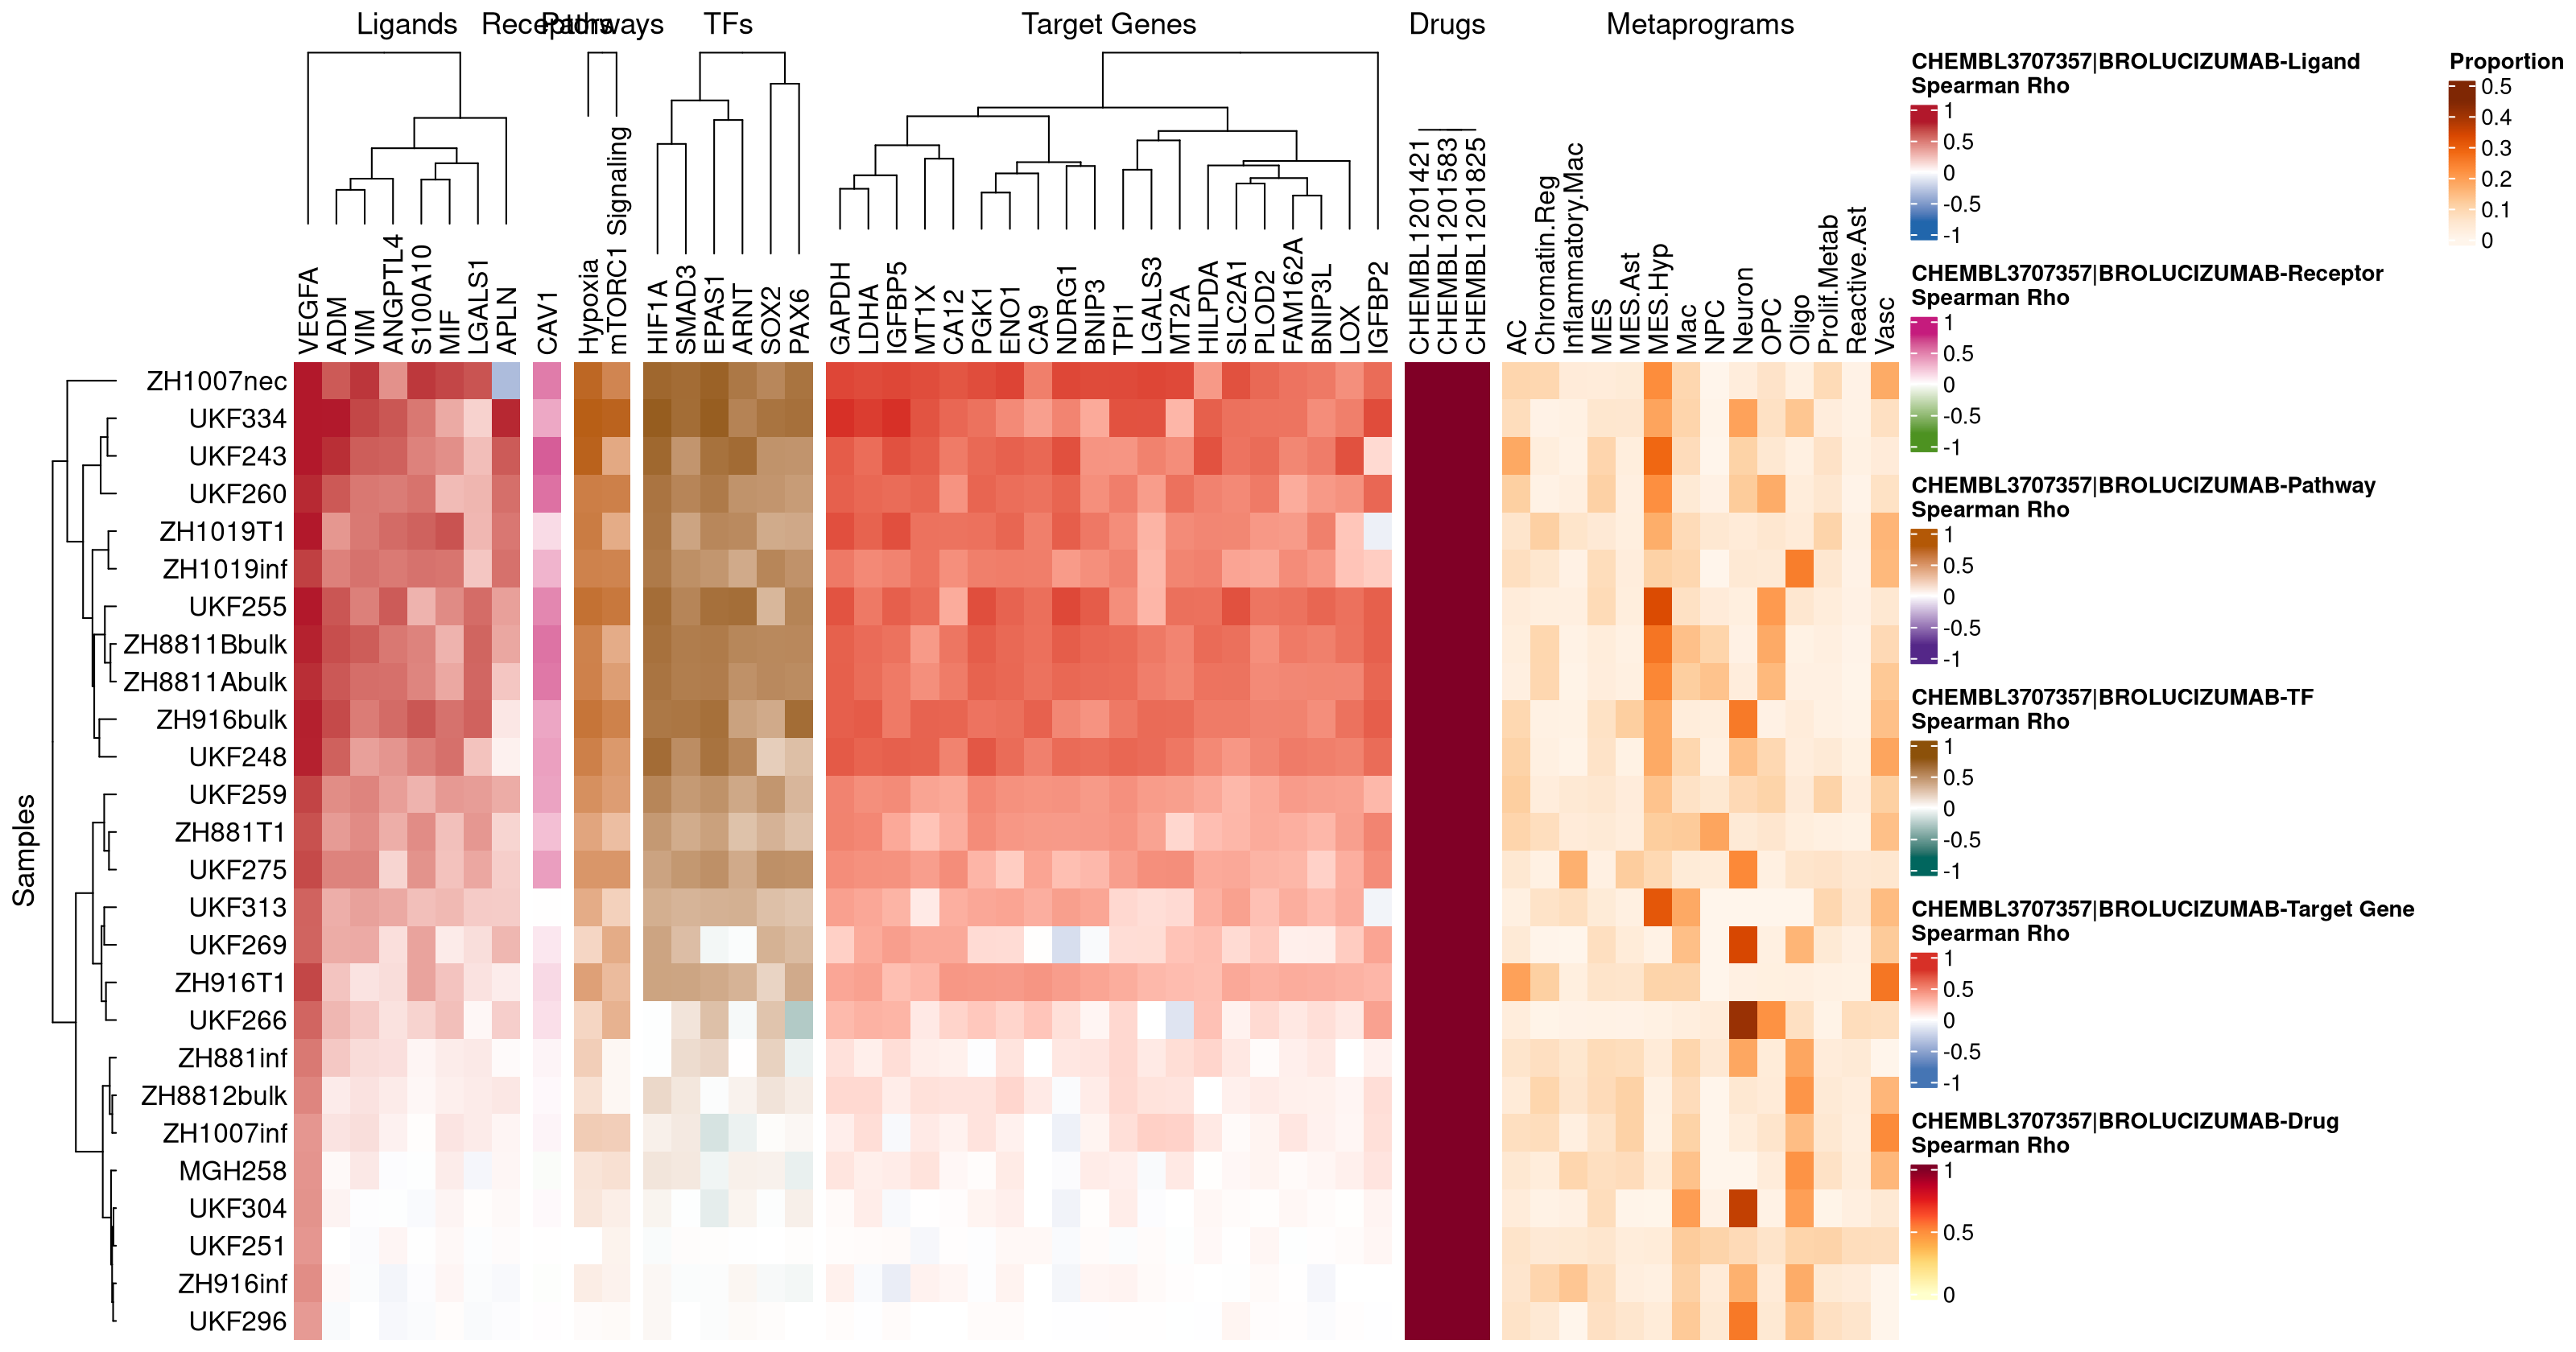 Ligands Receptors Pathways TFs Target Genes Drugs Metaprograms
VEGFA
ADM
VIM
ANGPTL4
S100A10
MIF
LGALS1
APLN
CAV1
Hypoxia
mTORC1 Signaling
HIF1A
SMAD3
EPAS1
ARNT
SOX2
PAX6
GAPDH
LDHA
IGFBP5
MT1X
CA12
PGK1
ENO1
CA9
NDRG1
BNIP3
TPI1
LGALS3
MT2A
HILPDA
SLC2A1
PLOD2
FAM162A
BNIP3L
LOX
IGFBP2
CHEMBL1201421
CHEMBL1201583
CHEMBL1201825
AC
Chromatin.Reg
Inflammatory.Mac
MES
MES.Ast
MES.Hyp
Mac
NPC
Neuron
OPC
Oligo
Prolif.Metab
Reactive.Ast
Vasc
Samples
ZH1007nec
UKF334
UKF243
UKF260
ZH1019T1
ZH1019inf
UKF255
ZH8811Bbulk
ZH8811Abulk
ZH916bulk
UKF248
UKF259
ZH881T1
UKF275
UKF313
UKF269
ZH916T1
UKF266
ZH881inf
ZH8812bulk
ZH1007inf
MGH258
UKF304
UKF251
ZH916inf
UKF296
CHEMBL3707357|BROLUCIZUMAB-Ligand
Spearman Rho
1
0.5
0
-0.5
-1
CHEMBL3707357|BROLUCIZUMAB-Receptor
Spearman Rho
1
0.5
0
-0.5
-1
CHEMBL3707357|BROLUCIZUMAB-Pathway
Spearman Rho
1
0.5
0
-0.5
-1
CHEMBL3707357|BROLUCIZUMAB-TF
Spearman Rho
1
0.5
0
-0.5
-1
CHEMBL3707357|BROLUCIZUMAB-Target Gene
Spearman Rho
1
0.5
0
-0.5
-1
CHEMBL3707357|BROLUCIZUMAB-Drug
Spearman Rho
1
0.5
0
Proportion
0.5
0.4
0.3
0.2
0.1
0